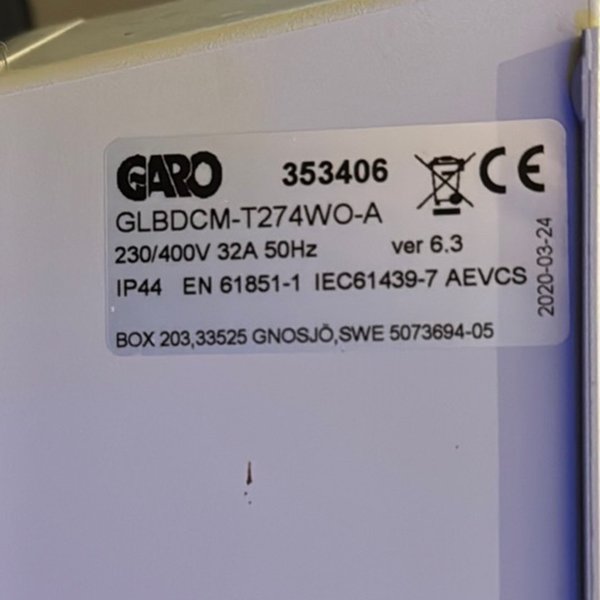 GARO 353406 CE
GLBDCM-T274WO-A
230/400V 32A 50Hz ver 6.3
IP44 EN 61851-1 IEC61439-7 AEVCS
2020-03-24
BOX 203,33525 GNOSJÖ,SWE 5073694-05